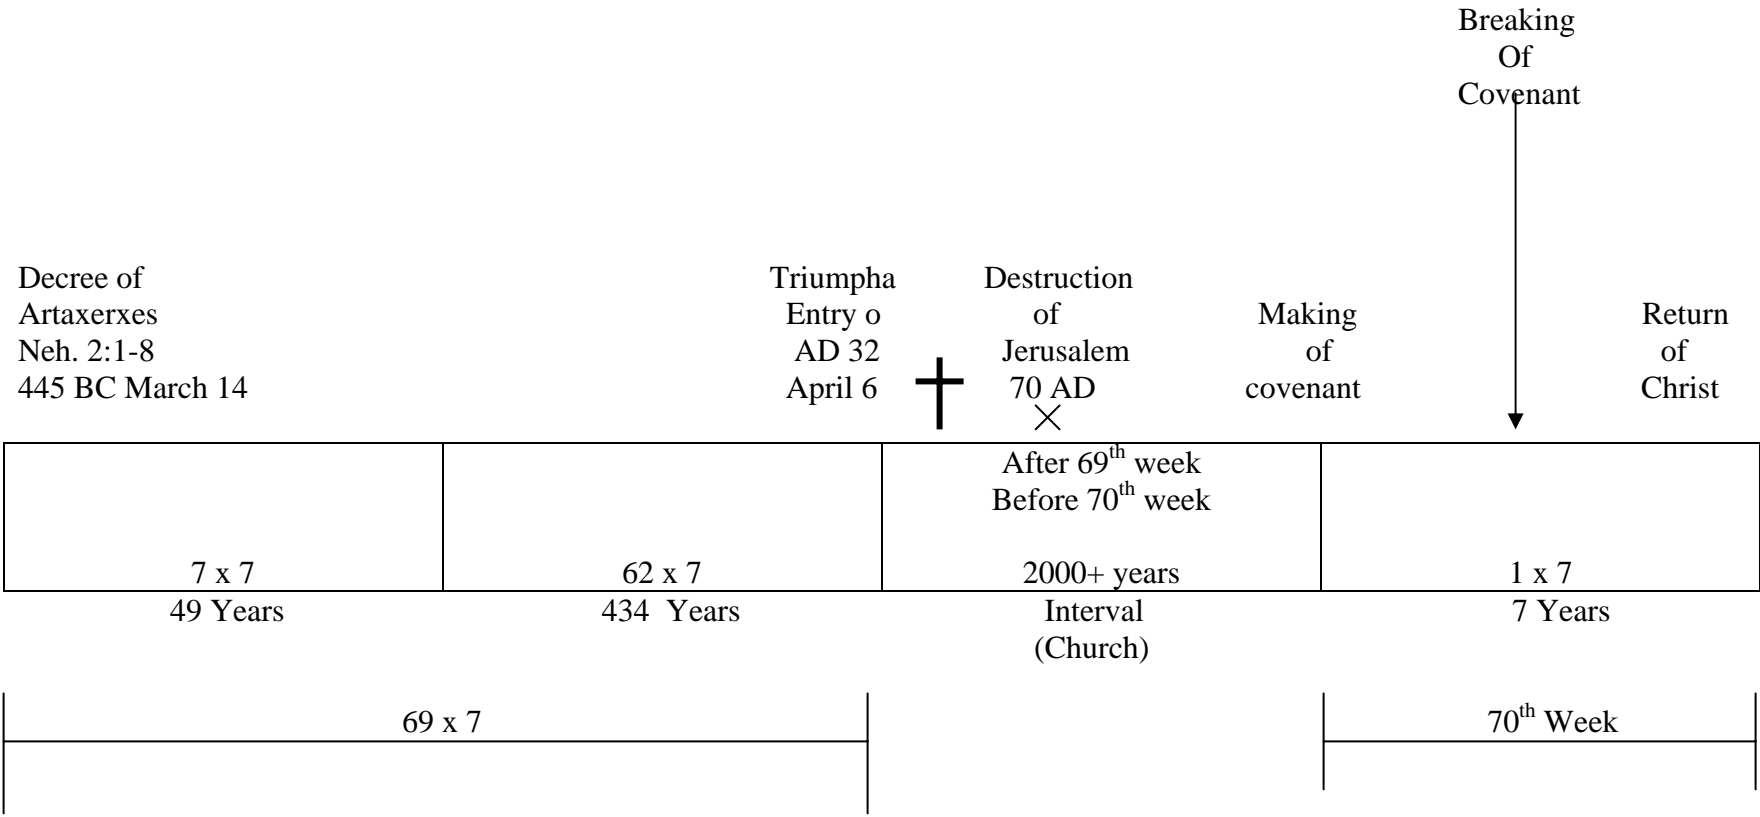 Breaking
Of
Covenant
Decree of
Artaxerxes
Neh. 2:1-8
445 BC March 14
Triumpha
Entry o
AD 32
April 6
Destruction
of
Jerusalem
70 AD
Making
of
covenant
Return
of
Christ
7 x 7
49 Years
62 x 7
434 Years
After 69th week
Before 70th week
2000+ years
Interval
(Church)
1 x 7
7 Years
69 x 7
70th Week